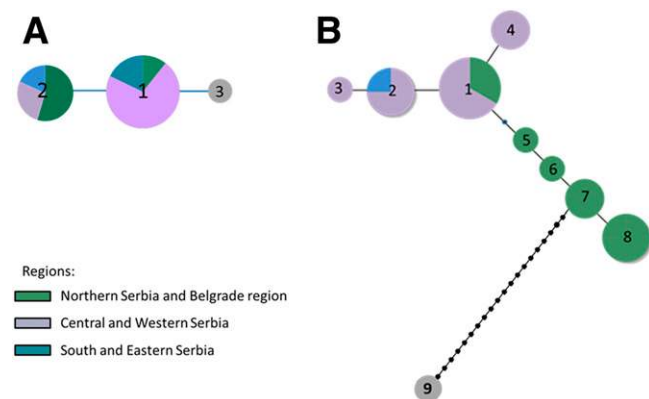 A
B
2
1
3
4
3
2
1
5
6
7
8
9
Regions:
Northern Serbia and Belgrade region
Central and Western Serbia
South and Eastern Serbia